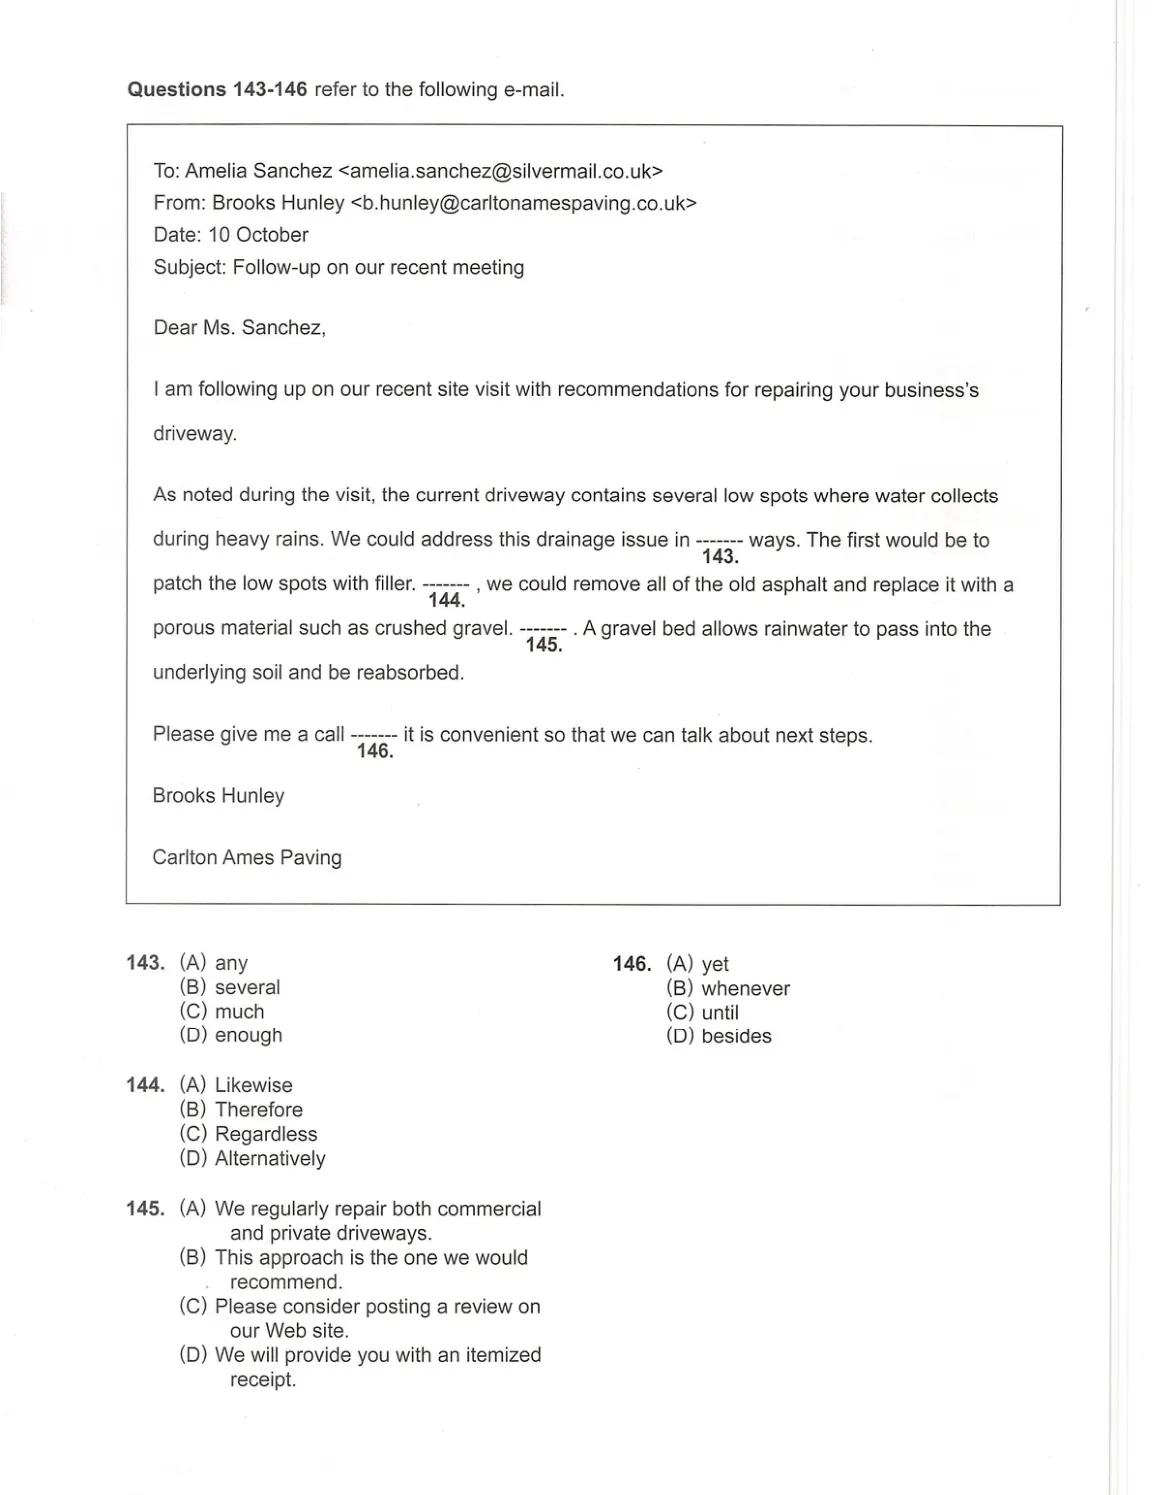 Questions 143-146 refer to the following e-mail.
To: Amelia Sanchez <amelia.sanchez@silvermail.co.uk>
From: Brooks Hunley <b.hunley@carltonamespaving.co.uk>
Date: 10 October
Subject: Follow-up on our recent meeting
Dear Ms. Sanchez,
I am following up on our recent site visit with recommendations for repairing your business's
driveway.
As noted during the visit, the current driveway contains several low spots where water collects
during heavy rains. We could address this drainage issue in ------- ways. The first would be to
143.
patch the low spots with filler. ------- , we could remove all of the old asphalt and replace it with a
144.
porous material such as crushed gravel. ------- . A gravel bed allows rainwater to pass into the
145.
underlying soil and be reabsorbed.
Please give me a call ------- it is convenient so that we can talk about next steps.
146.
Brooks Hunley
Carlton Ames Paving
143. (A) any
(B) several
(C) much
(D) enough
144. (A) Likewise
(B) Therefore
(C) Regardless
(D) Alternatively
145. (A) We regularly repair both commercial
and private driveways.
(B) This approach is the one we would
recommend.
(C) Please consider posting a review on
our Web site.
(D) We will provide you with an itemized
receipt.
146. (A) yet
(B) whenever
(C) until
(D) besides